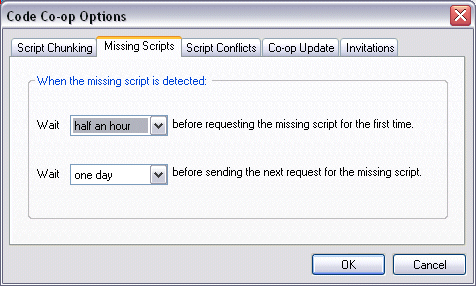 Code Co-op Options
Script Chunking Missing Scripts Script Conflicts Co-op Update Invitations
When the missing script is detected:
Wait half an hour before requesting the missing script for the first time.
Wait one day before sending the next request for the missing script.
OK Cancel